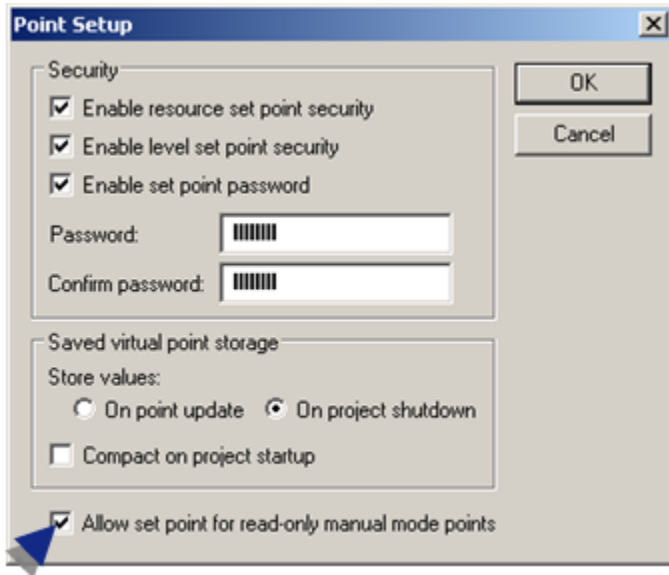 Point Setup
Security
OK
Enable resource set point security
Enable level set point security
Cancel
Enable set point password
Password:
Confirm password:
Saved virtual point storage
Store values:
On point update On project shutdown
Compact on project startup
Allow set point for read-only manual mode points